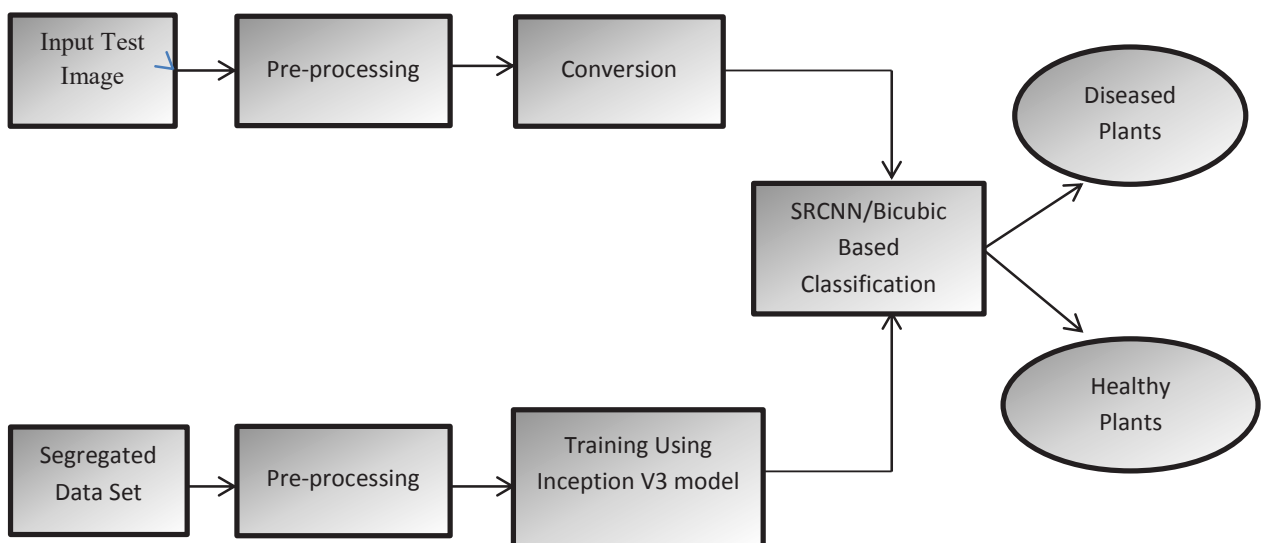 Input Test
Image
Pre-processing
Conversion
Diseased
Plants
SRCNN/Bicubic
Based
Classification
Healthy
Plants
Segregated
Data Set
Pre-processing
Training Using
Inception V3 model